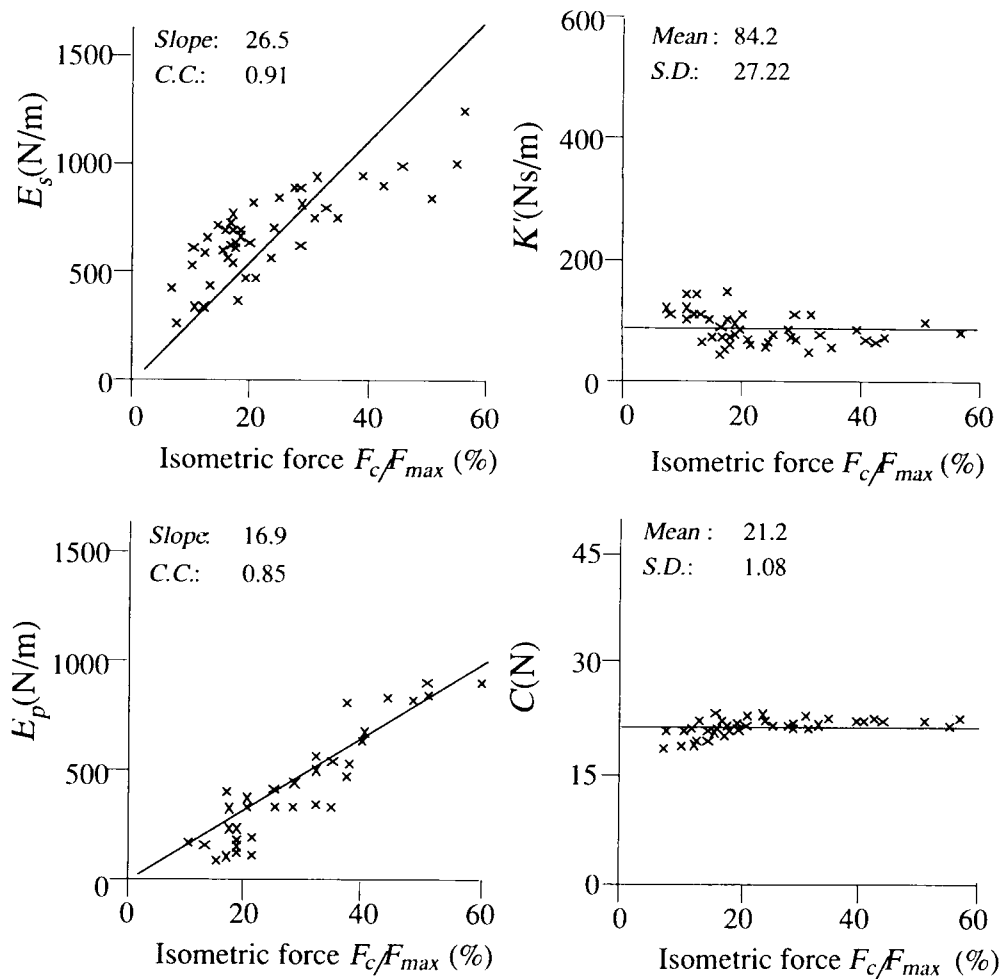 Slope: 26.5
C.C.: 0.91
1500
1000
500
0
E_s(N/m)
0 20 40 60
Isometric force F_c/F_max (%)
Mean : 84.2
S.D.: 27.22
600
400
200
0
K'(Ns/m)
0 20 40 60
Isometric force F_c/F_max (%)
Slope: 16.9
C.C.: 0.85
1500
1000
500
0
E_p(N/m)
0 20 40 60
Isometric force F_c/F_max (%)
Mean : 21.2
S.D.: 1.08
45
30
15
0
C(N)
0 20 40 60
Isometric force F_c/F_max (%)